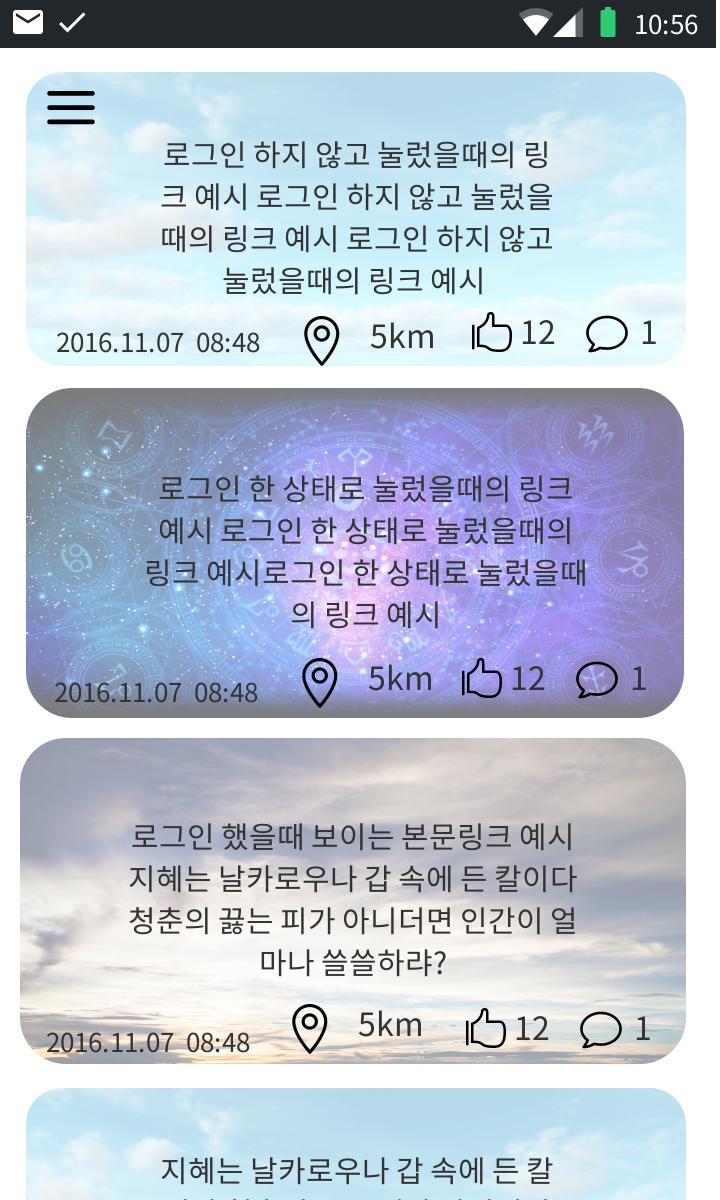 10:56
로그인 하지 않고 눌렀을때의 링
크 예시 로그인 하지 않고 눌렀을
때의 링크 예시 로그인 하지 않고
눌렀을때의 링크 예시
2016.11.07 08:48 5km 12 1
로그인 한 상태로 눌렀을때의 링크
예시 로그인 한 상태로 눌렀을때의
링크 예시로그인 한 상태로 눌렀을때
의 링크 예시
2016.11.07 08:48 5km 12 1
로그인 했을때 보이는 본문링크 예시
지혜는 날카로우나 갑 속에 든 칼이다
청춘의 끓는 피가 아니더면 인간이 얼
마나 쓸쓸하랴?
2016.11.07 08:48 5km 12 1
지혜는 날카로우나 갑 속에 든 칼